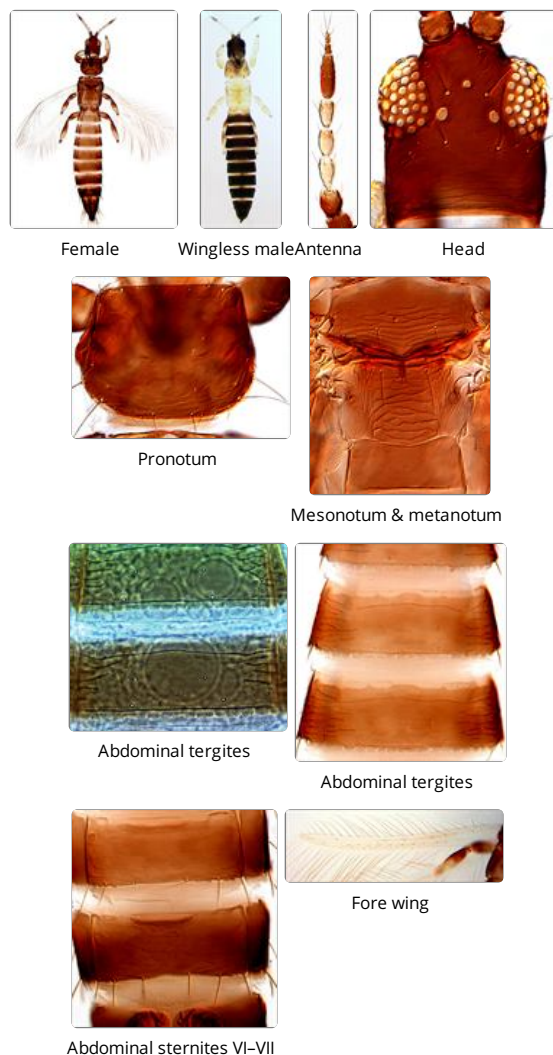 Female
Wingless male
Antenna
Head
Pronotum
Mesonotum & metanotum
Abdominal tergites
Abdominal tergites
Fore wing
Abdominal sternites VI–VII